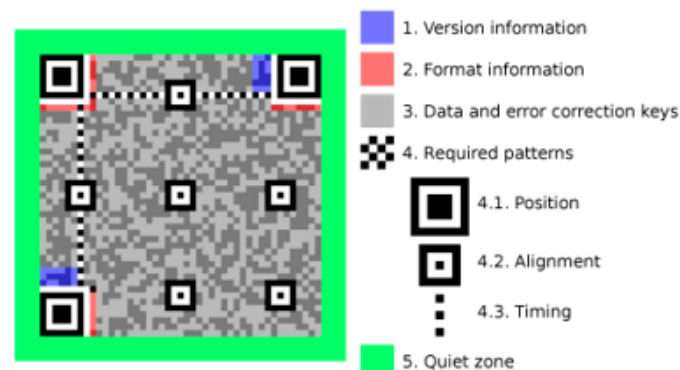 1. Version information
2. Format information
3. Data and error correction keys
4. Required patterns
4.1. Position
4.2. Alignment
4.3. Timing
5. Quiet zone